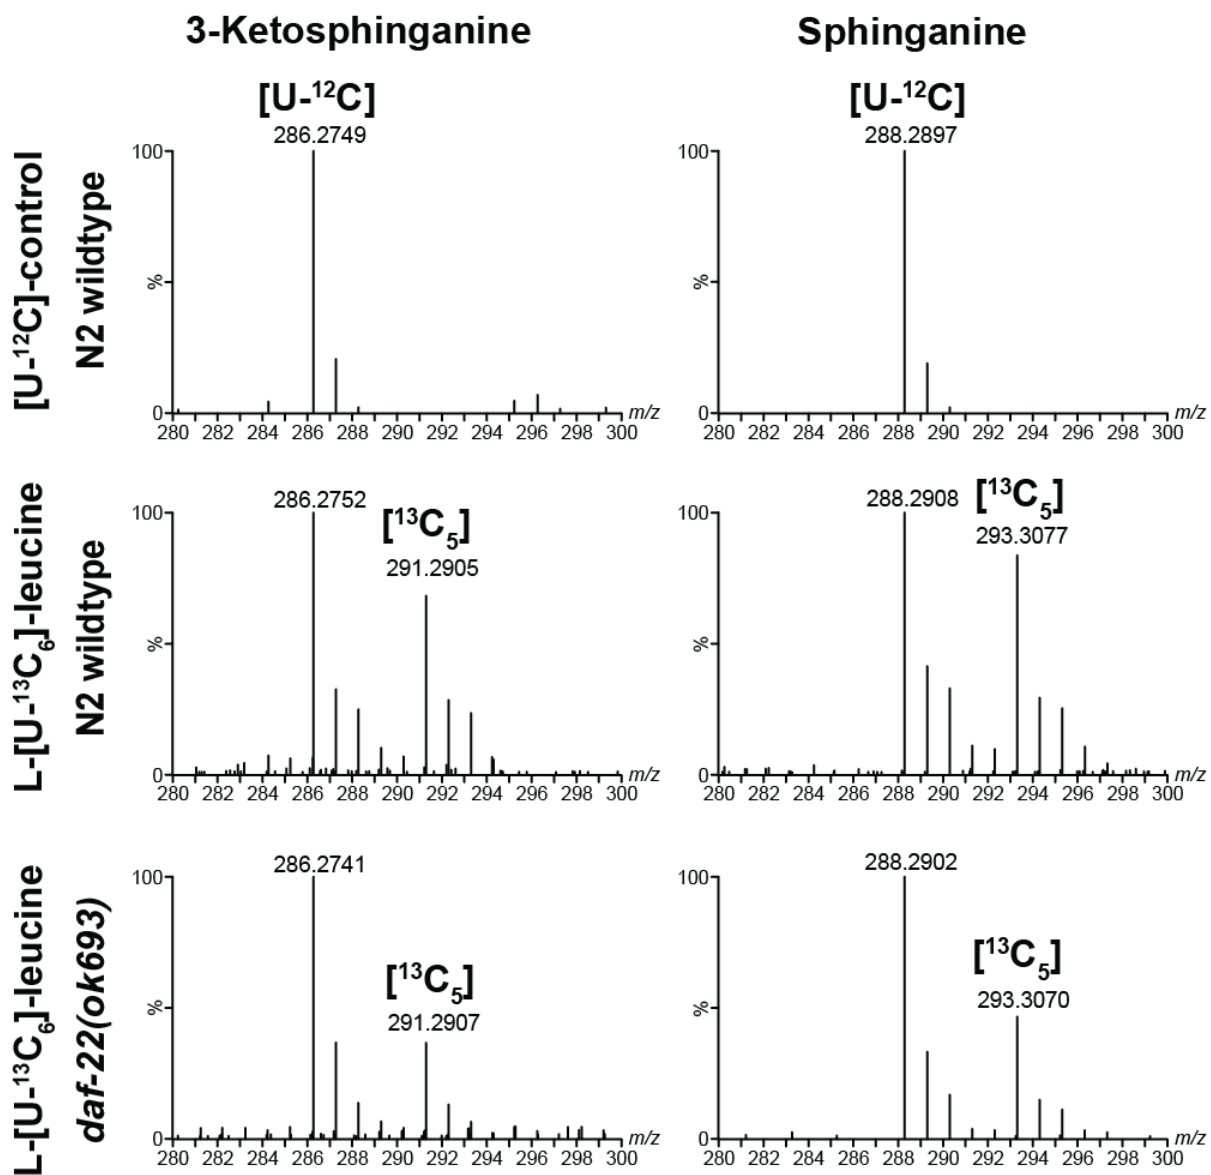 3-Ketosphinganine
Sphinganine
[U-¹²C]-control
N2 wildtype
[U-¹²C]
286.2749
100
%
0
280 282 284 286 288 290 292 294 296 298 300
m/z
[U-¹²C]
288.2897
100
%
0
280 282 284 286 288 290 292 294 296 298 300
m/z
L-[U-¹³C₆]-leucine
N2 wildtype
286.2752
[¹³C₅]
291.2905
100
%
0
280 282 284 286 288 290 292 294 296 298 300
m/z
288.2908
[¹³C₅]
293.3077
100
%
0
280 282 284 286 288 290 292 294 296 298 300
m/z
L-[U-¹³C₆]-leucine
daf-22(ok693)
286.2741
[¹³C₅]
291.2907
100
%
0
280 282 284 286 288 290 292 294 296 298 300
m/z
288.2902
[¹³C₅]
293.3070
100
%
0
280 282 284 286 288 290 292 294 296 298 300
m/z